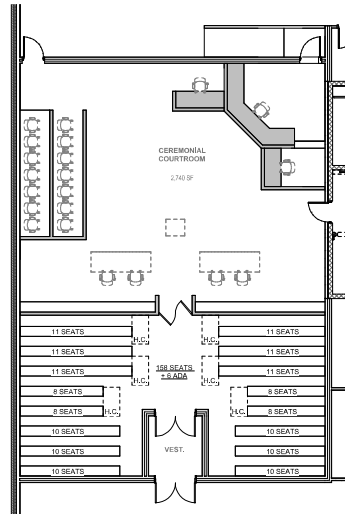 CEREMONIAL
COURTROOM
2,740 SF
11 SEATS
11 SEATS
H.C.
H.C.
11 SEATS
11 SEATS
11 SEATS
11 SEATS
158 SEATS
+ 6 ADA
H.C.
H.C.
8 SEATS
8 SEATS
8 SEATS
8 SEATS
H.C.
H.C.
10 SEATS
10 SEATS
10 SEATS
10 SEATS
VEST.
10 SEATS
10 SEATS